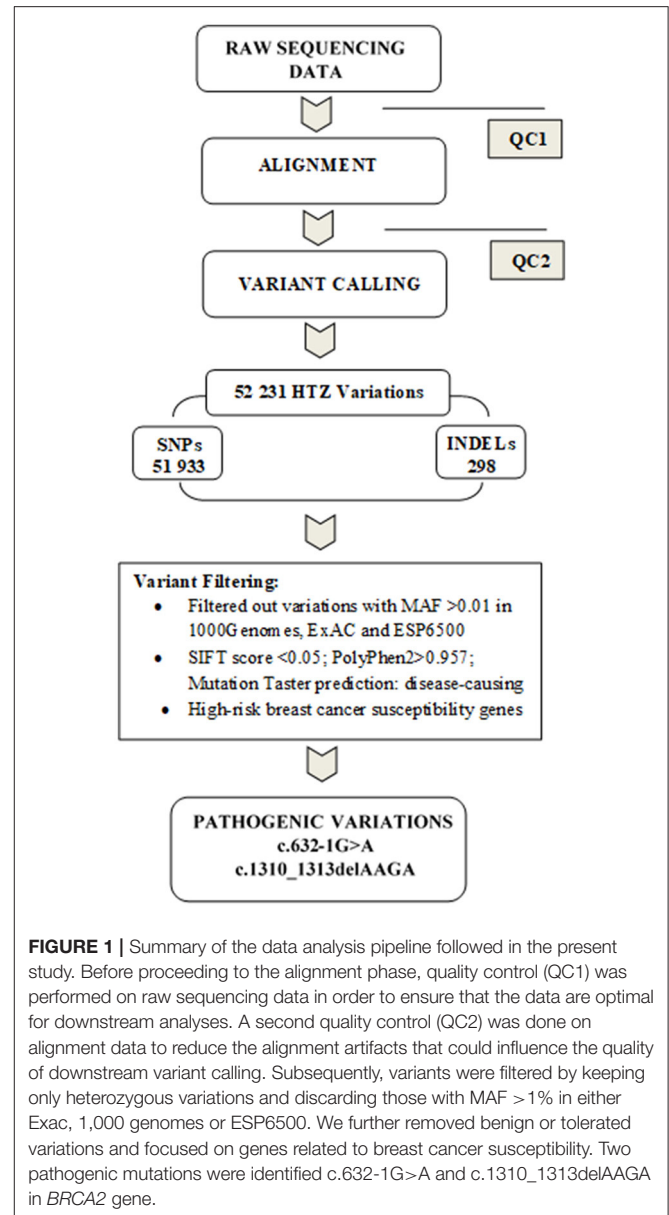 RAW SEQUENCING
DATA
QC1
ALIGNMENT
QC2
VARIANT CALLING
52 231 HTZ Variations
SNPs
51 933
INDELs
298
Variant Filtering:
• Filtered out variations with MAF >0.01 in
1000Genomes, ExAC and ESP6500
• SIFT score <0.05; PolyPhen2>0.957;
Mutation Taster prediction: disease-causing
• High-risk breast cancer susceptibility genes
PATHOGENIC VARIATIONS
c.632-1G>A
c.1310_1313delAAGA
FIGURE 1 | Summary of the data analysis pipeline followed in the present
study. Before proceeding to the alignment phase, quality control (QC1) was
performed on raw sequencing data in order to ensure that the data are optimal
for downstream analyses. A second quality control (QC2) was done on
alignment data to reduce the alignment artifacts that could influence the quality
of downstream variant calling. Subsequently, variants were filtered by keeping
only heterozygous variations and discarding those with MAF >1% in either
Exac, 1,000 genomes or ESP6500. We further removed benign or tolerated
variations and focused on genes related to breast cancer susceptibility. Two
pathogenic mutations were identified c.632-1G>A and c.1310_1313delAAGA
in BRCA2 gene.